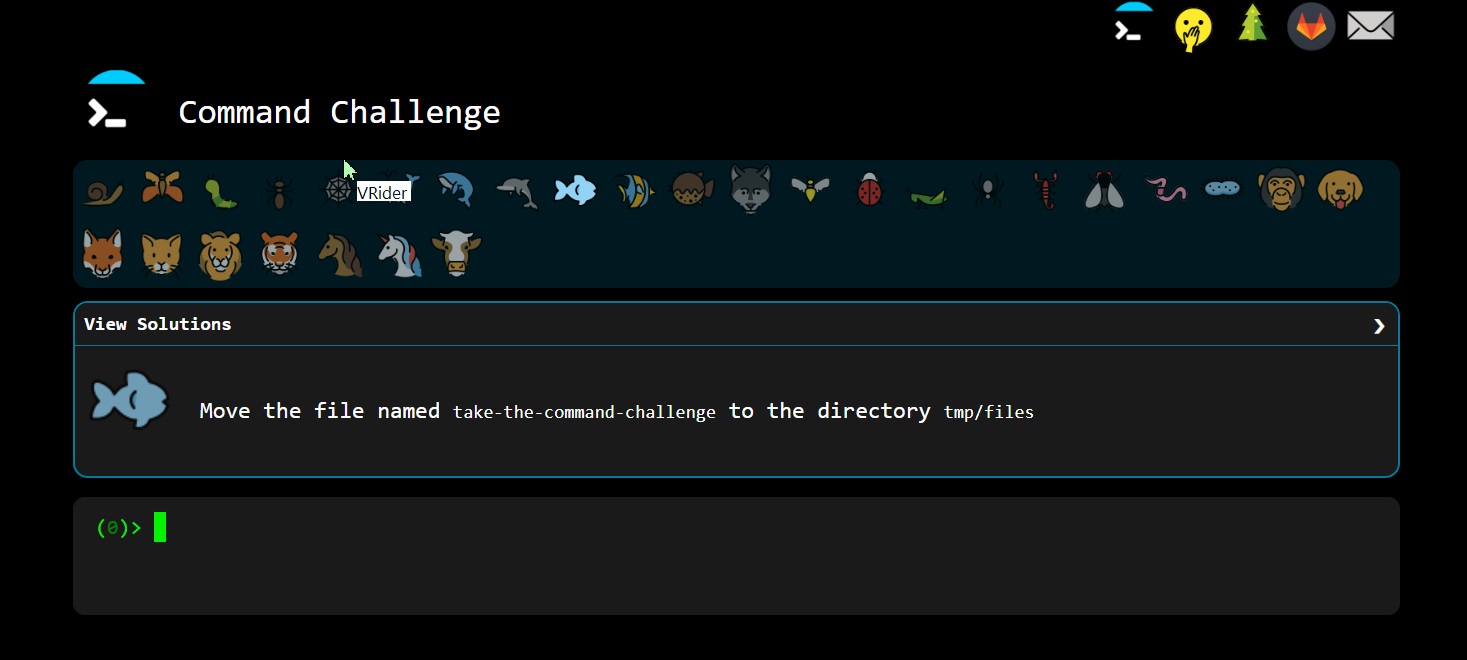 Command Challenge
VRider
View Solutions
Move the file named take-the-command-challenge to the directory tmp/files
(0)>